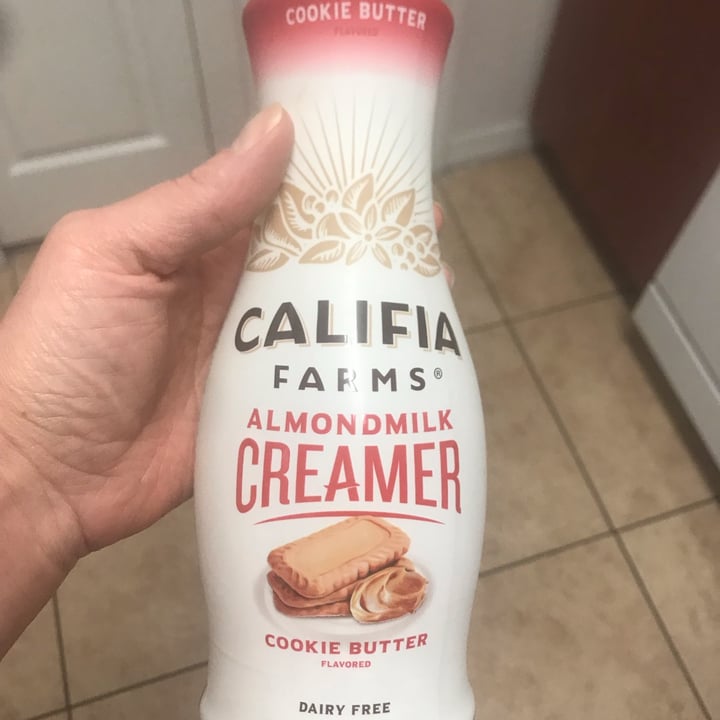 COOKIE BUTTER
FLAVORED
CALIFIA
FARMS®
ALMONDMILK
CREAMER
COOKIE BUTTER
FLAVORED
DAIRY FREE